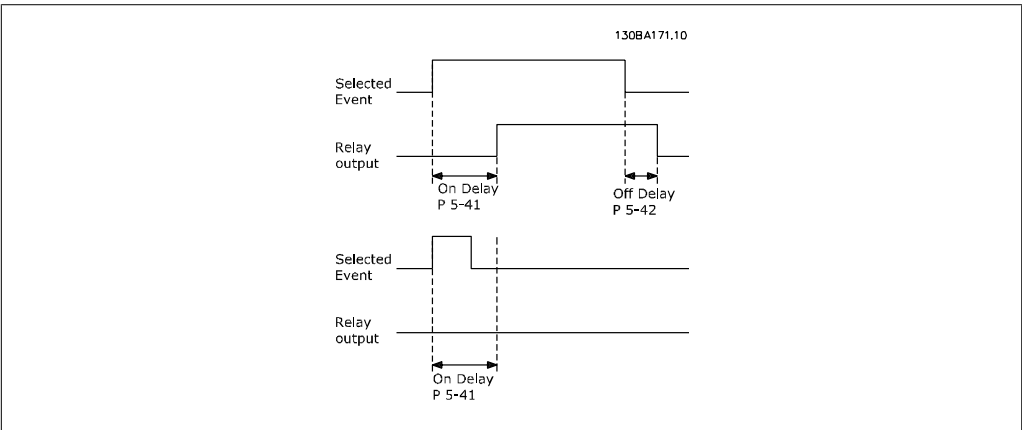 130BA171.10
Selected
Event
Relay
output
On Delay
P 5-41
Off Delay
P 5-42
Selected
Event
Relay
output
On Delay
P 5-41